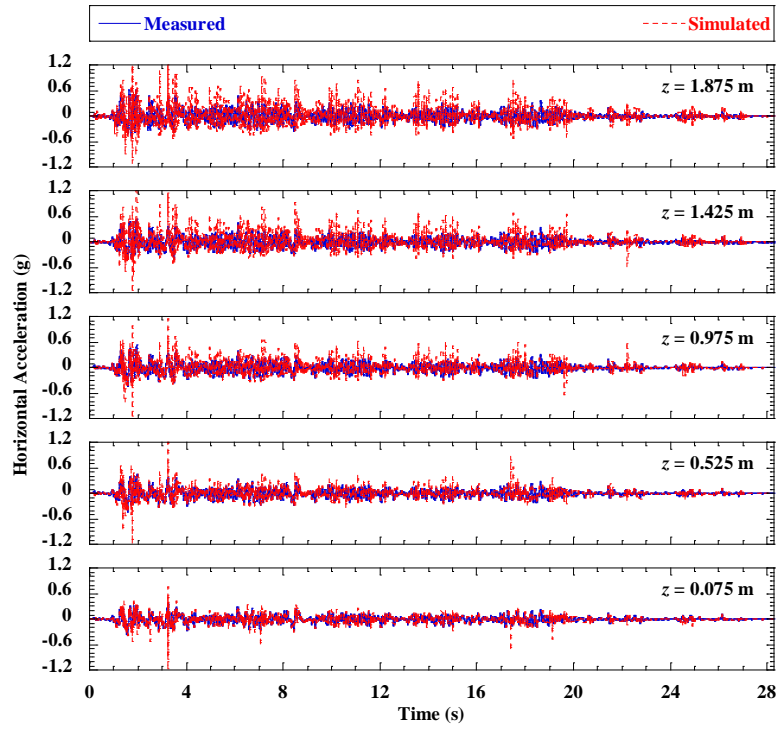 Measured Simulated
1.2
0.6
0
-0.6
-1.2
z = 1.875 m
1.2
0.6
0
-0.6
-1.2
z = 1.425 m
1.2
0.6
0
-0.6
-1.2
z = 0.975 m
1.2
0.6
0
-0.6
-1.2
z = 0.525 m
1.2
0.6
0
-0.6
-1.2
z = 0.075 m
Horizontal Acceleration (g)
0 4 8 12 16 20 24 28
Time (s)